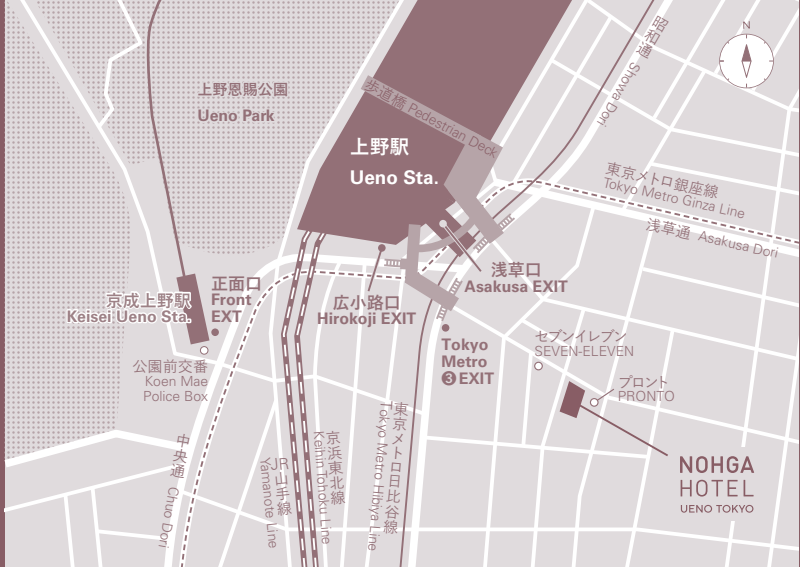 N
昭和通 Showa Dori
上野恩賜公園
Ueno Park
歩道橋 Pedestrian Deck
上野駅
Ueno Sta.
東京メトロ銀座線
Tokyo Metro Ginza Line
浅草通 Asakusa Dori
浅草口
Asakusa EXIT
正面口
Front
EXT
京成上野駅
Keisei Ueno Sta.
広小路口
Hirokoji EXIT
公園前交番
Koen Mae
Police Box
Tokyo
Metro
3 EXIT
セブンイレブン
SEVEN-ELEVEN
プロント
PRONTO
中央通 Chuo Dori
JR山手線
Yamanote Line
京浜東北線
Keihin Tohoku Line
東京メトロ日比谷線
Tokyo Metro Hibiya Line
NOHGA
HOTEL
UENO TOKYO